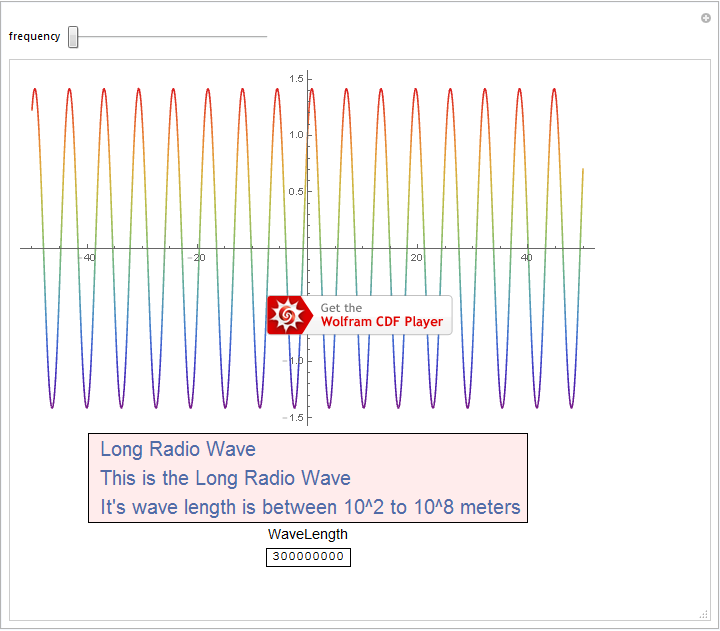 frequency
1.5
1.0
0.5
-40
-20
20
40
Get the
Wolfram CDF Player
-1.0
-1.5
Long Radio Wave
This is the Long Radio Wave
It's wave length is between 10^2 to 10^8 meters
WaveLength
300000000